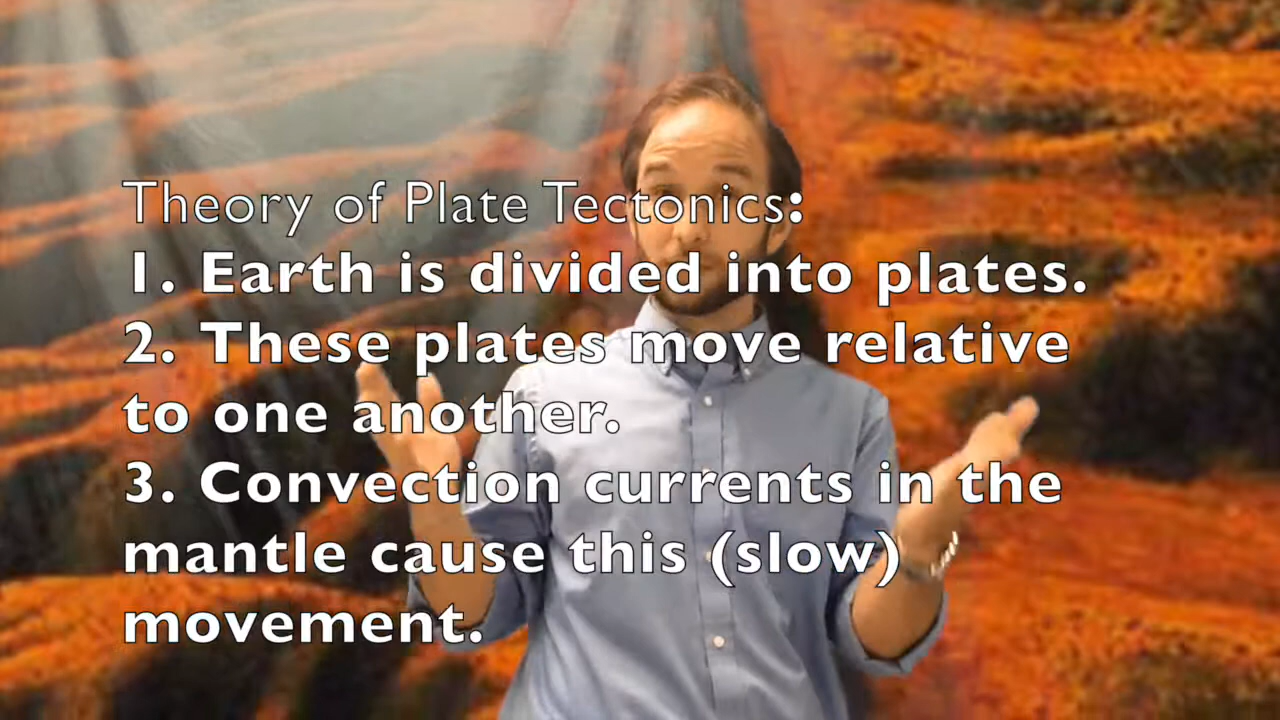 Theory of Plate Tectonics:
1. Earth is divided into plates.
2. These plates move relative
to one another.
3. Convection currents in the
mantle cause this (slow)
movement.